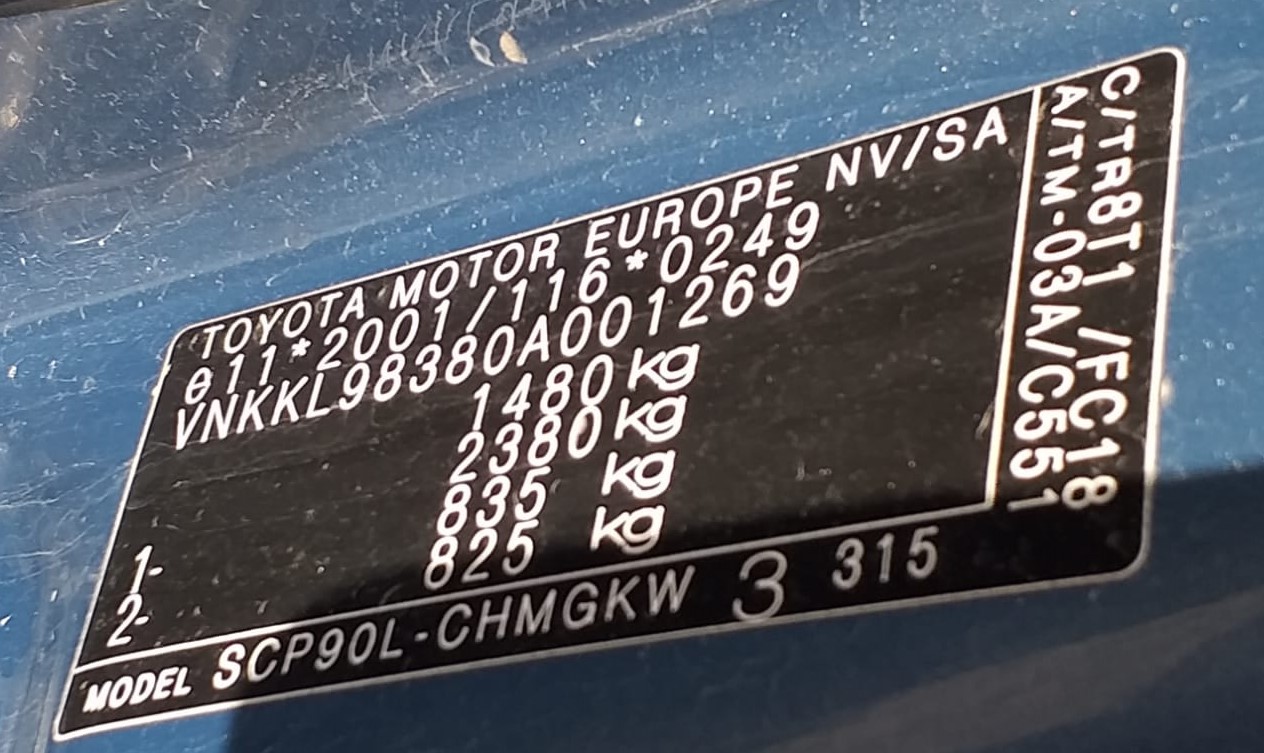 TOYOTA MOTOR EUROPE NV/SA
e11*2001/116*0249
VNKKL98380A001269
1480 kg
2380 kg
1- 835 kg
2- 825 kg
MODEL SCP90L-CHMGKW 3 315
C/TR8T1 /FC18
A/TM-03A/C551